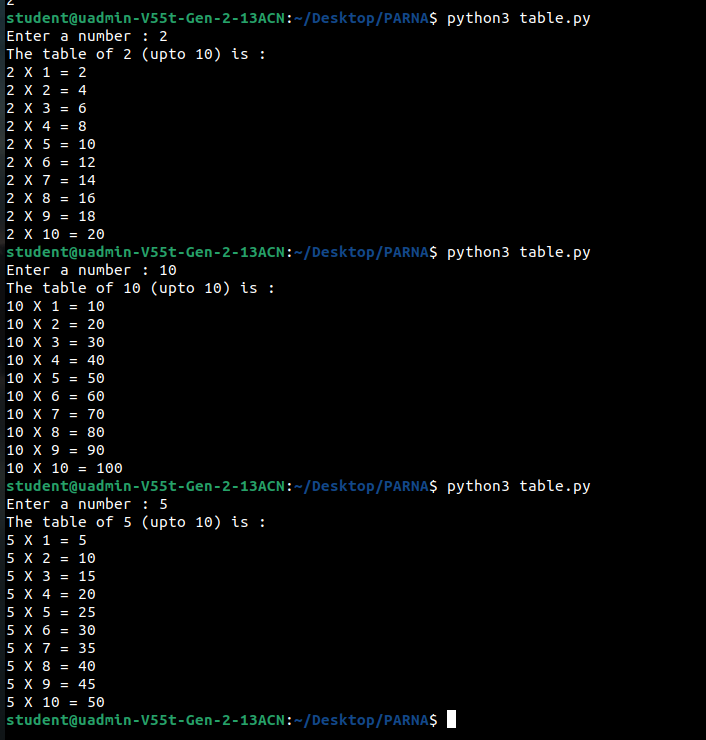 2
student@uadmin-V55t-Gen-2-13ACN:~/Desktop/PARNA$ python3 table.py
Enter a number : 2
The table of 2 (upto 10) is :
2 X 1 = 2
2 X 2 = 4
2 X 3 = 6
2 X 4 = 8
2 X 5 = 10
2 X 6 = 12
2 X 7 = 14
2 X 8 = 16
2 X 9 = 18
2 X 10 = 20
student@uadmin-V55t-Gen-2-13ACN:~/Desktop/PARNA$ python3 table.py
Enter a number : 10
The table of 10 (upto 10) is :
10 X 1 = 10
10 X 2 = 20
10 X 3 = 30
10 X 4 = 40
10 X 5 = 50
10 X 6 = 60
10 X 7 = 70
10 X 8 = 80
10 X 9 = 90
10 X 10 = 100
student@uadmin-V55t-Gen-2-13ACN:~/Desktop/PARNA$ python3 table.py
Enter a number : 5
The table of 5 (upto 10) is :
5 X 1 = 5
5 X 2 = 10
5 X 3 = 15
5 X 4 = 20
5 X 5 = 25
5 X 6 = 30
5 X 7 = 35
5 X 8 = 40
5 X 9 = 45
5 X 10 = 50
student@uadmin-V55t-Gen-2-13ACN:~/Desktop/PARNA$